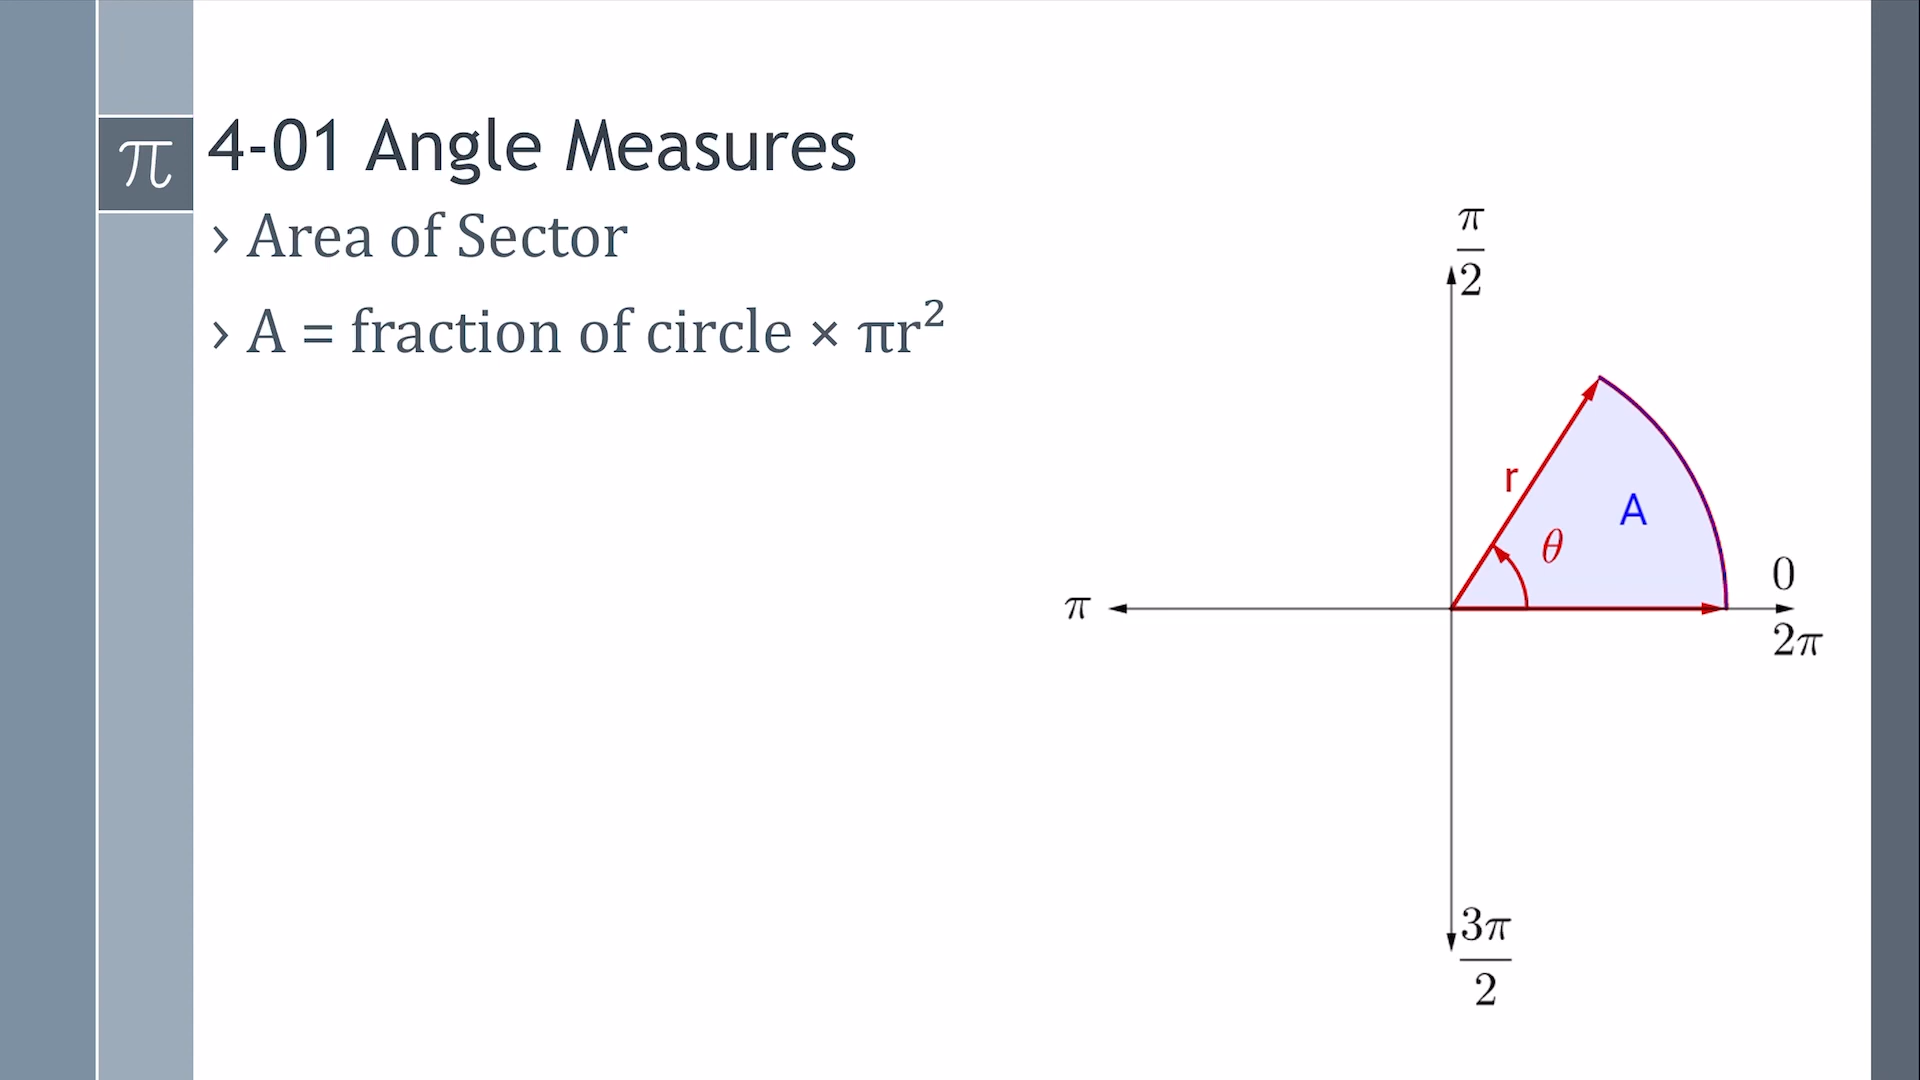 π
4-01 Angle Measures
› Area of Sector
› A = fraction of circle × πr²
π/2
r
A
θ
0
π
2π
3π/2